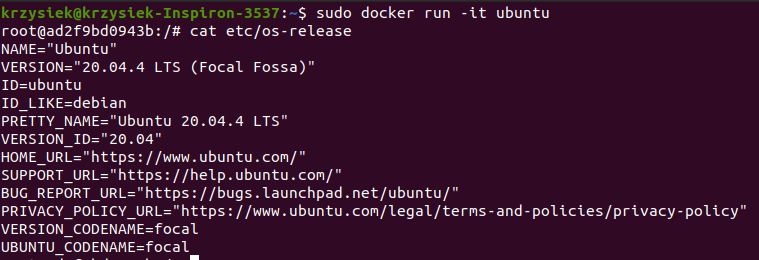 krzysiek@krzysiek-Inspiron-3537:~$ sudo docker run -it ubuntu
root@ad2f9bd0943b:/# cat etc/os-release
NAME="Ubuntu"
VERSION="20.04.4 LTS (Focal Fossa)"
ID=ubuntu
ID_LIKE=debian
PRETTY_NAME="Ubuntu 20.04.4 LTS"
VERSION_ID="20.04"
HOME_URL="https://www.ubuntu.com/"
SUPPORT_URL="https://help.ubuntu.com/"
BUG_REPORT_URL="https://bugs.launchpad.net/ubuntu/"
PRIVACY_POLICY_URL="https://www.ubuntu.com/legal/terms-and-policies/privacy-policy"
VERSION_CODENAME=focal
UBUNTU_CODENAME=focal